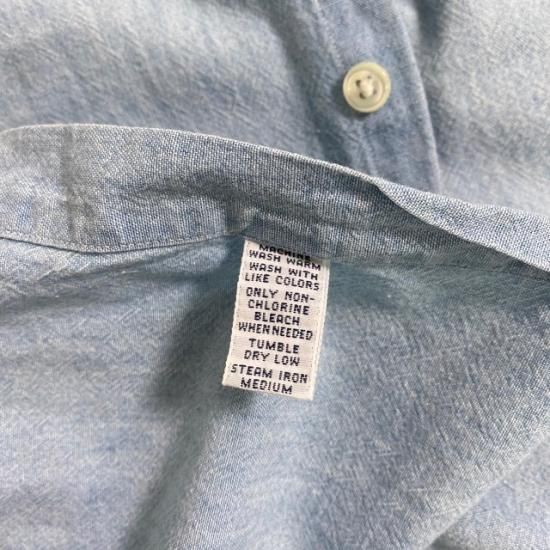 MACHINE
WASH WARM
WASH WITH
LIKE COLORS
ONLY NON-
CHLORINE
BLEACH
WHEN NEEDED
TUMBLE
DRY LOW
STEAM IRON
MEDIUM